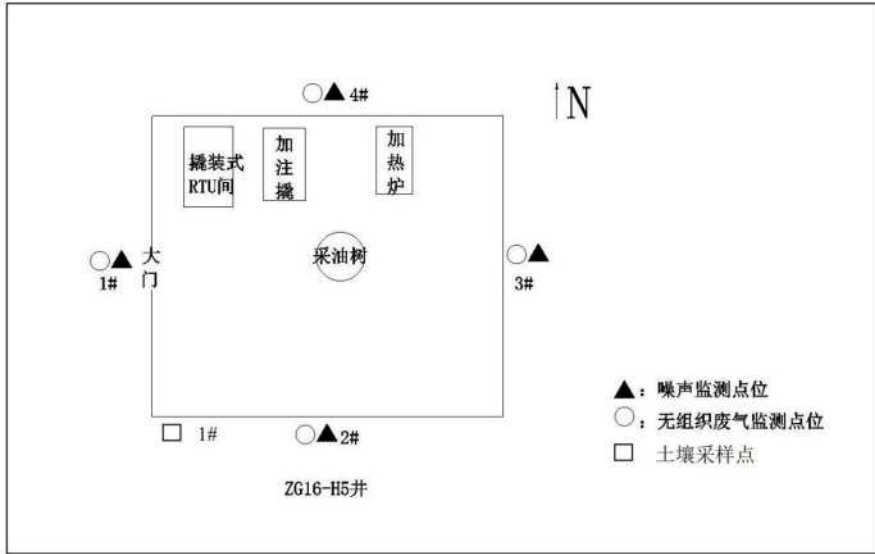 4#
N
撬装式
RTU间
加
注
撬
加
热
炉
大
门
采油树
1#
3#
▲：噪声监测点位
○：无组织废气监测点位
□ 土壤采样点
1#
2#
ZG16-H5井